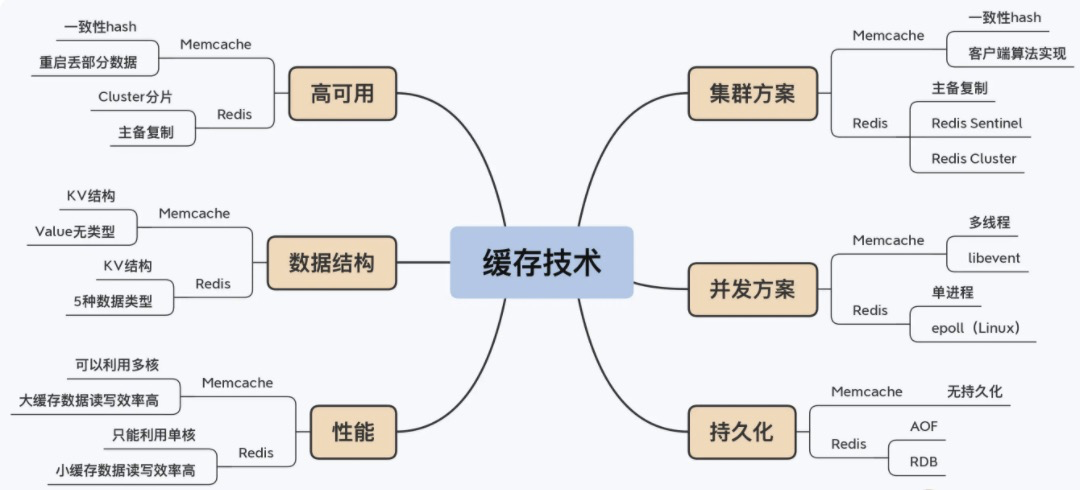 缓存技术
高可用
Memcache
一致性hash
重启丢部分数据
Redis
Cluster分片
主备复制
数据结构
Memcache
KV结构
Value无类型
Redis
KV结构
5种数据类型
性能
Memcache
可以利用多核
大缓存数据读写效率高
Redis
只能利用单核
小缓存数据读写效率高
集群方案
Memcache
一致性hash
客户端算法实现
Redis
主备复制
Redis Sentinel
Redis Cluster
并发方案
Memcache
多线程
libevent
Redis
单进程
epoll（Linux）
持久化
Memcache
无持久化
Redis
AOF
RDB